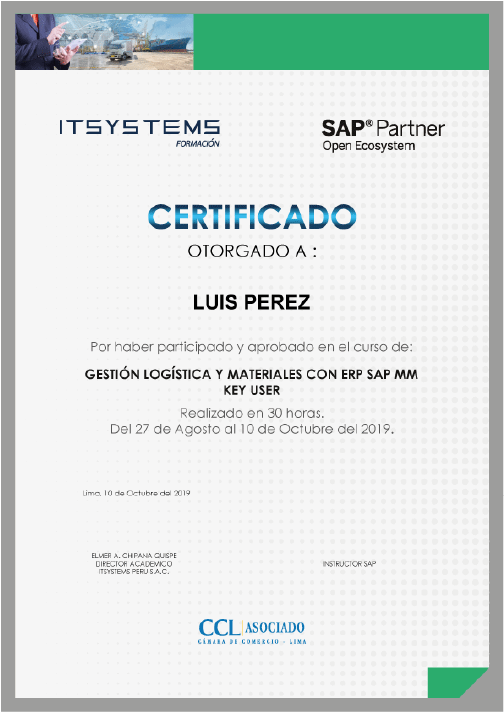 ITSYSTEMS
FORMACIÓN
SAP® Partner
Open Ecosystem
CERTIFICADO
OTORGADO A :
LUIS PEREZ
Por haber participado y aprobado en el curso de:
GESTIÓN LOGÍSTICA Y MATERIALES CON ERP SAP MM
KEY USER
Realizado en 30 horas.
Del 27 de Agosto al 10 de Octubre del 2019.
Lima, 10 de Octubre del 2019
ELMER A. CHIPANA QUISPE
DIRECTOR ACADEMICO
ITSYSTEMS PERU S.A.C.
INSTRUCTOR SAP
CCL ASOCIADO
CÁMARA DE COMERCIO - LIMA